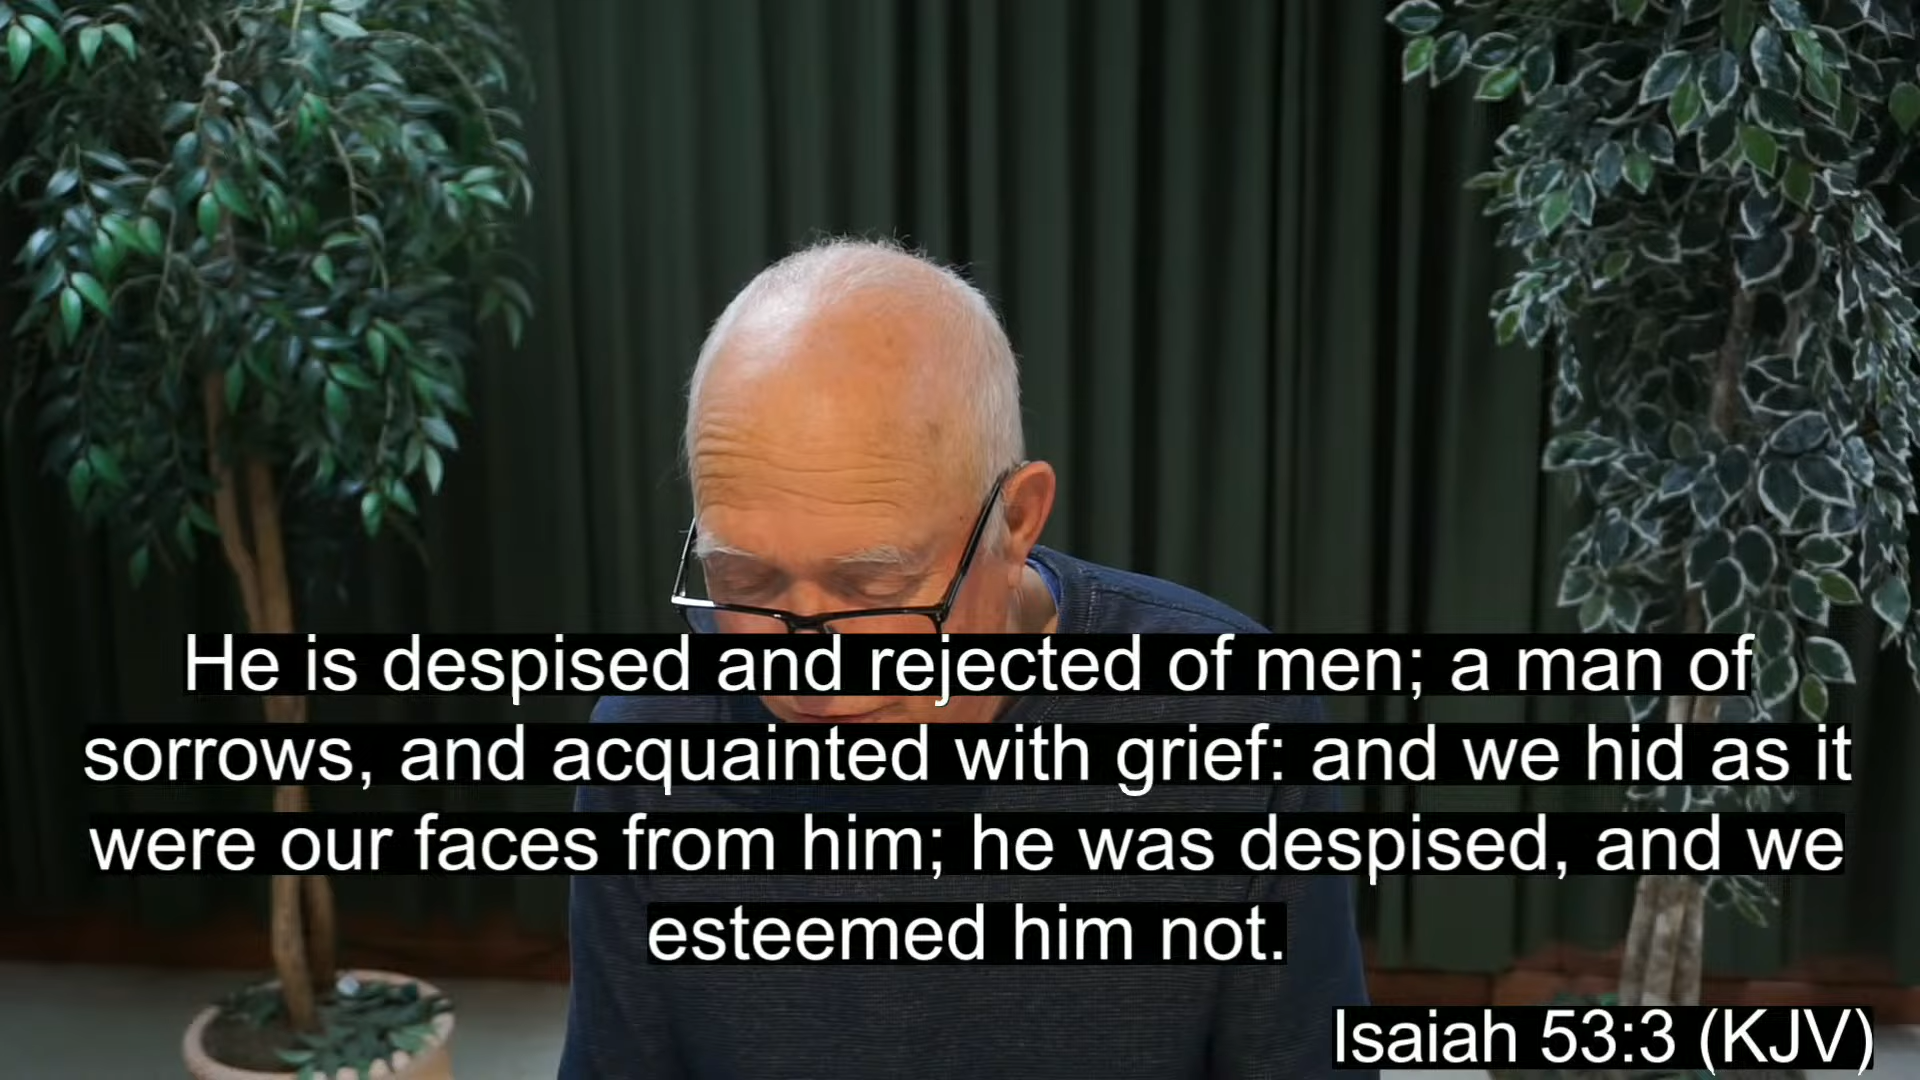 He is despised and rejected of men; a man of
sorrows, and acquainted with grief: and we hid as it
were our faces from him; he was despised, and we
esteemed him not.
Isaiah 53:3 (KJV)